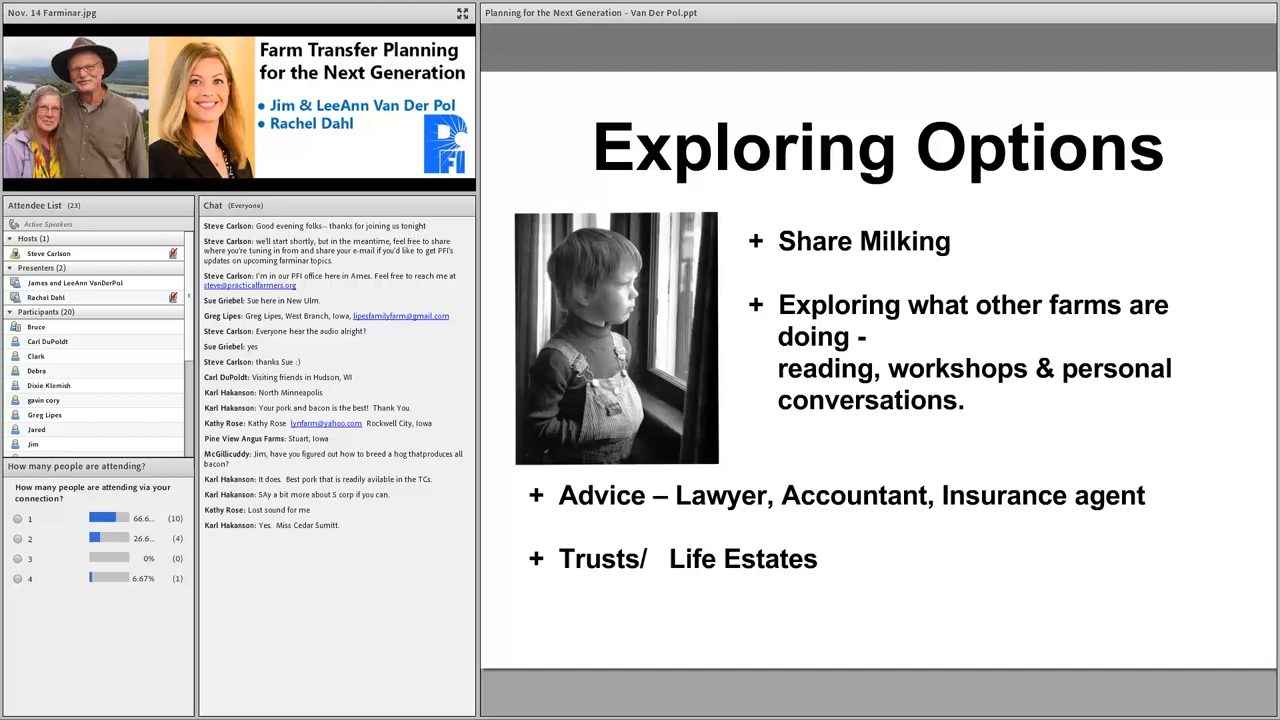 Nov. 14 Farminar.jpg
Farm Transfer Planning
for the Next Generation
● Jim & LeeAnn Van Der Pol
● Rachel Dahl
PFI
Attendee List (23)
Active Speakers
Hosts (1)
Steve Carlson
Presenters (2)
James and LeeAnn VanDerPol
Rachel Dahl
Participants (20)
Bruce
Carl DuPoldt
Clark
Debra
Dixie Klemish
gavin cory
Greg Lipes
Jared
Jim
How many people are attending?
How many people are attending via your
connection?
1 66.6... (10)
2 26.6... (4)
3 0% (0)
4 6.67% (1)
Chat (Everyone)
Steve Carlson: Good evening folks-- thanks for joining us tonight
Steve Carlson: we'll start shortly, but in the meantime, feel free to share
where you're tuning in from and share your e-mail if you'd like to get PFI's
updates on upcoming farminar topics.
Steve Carlson: I'm in our PFI office here in Ames. Feel free to reach me at
steve@practicalfarmers.org
Sue Griebel: Sue here in New Ulm.
Greg Lipes: Greg Lipes, West Branch, Iowa, lipesfamilyfarm@gmail.com
Steve Carlson: Everyone hear the audio alright?
Sue Griebel: yes
Steve Carlson: thanks Sue :)
Carl DuPoldt: Visiting friends in Hudson, WI
Karl Hakanson: North Minneapolis
Karl Hakanson: Your pork and bacon is the best! Thank You.
Kathy Rose: Kathy Rose lynfarm@yahoo.com Rockwell City, Iowa
Pine View Angus Farms: Stuart, Iowa
McGillicuddy: Jim, have you figured out how to breed a hog thatproduces all
bacon?
Karl Hakanson: It does. Best pork that is readily avilable in the TCs.
Karl Hakanson: SAy a bit more about S corp if you can.
Kathy Rose: Lost sound for me
Karl Hakanson: Yes. Miss Cedar Sumitt.
Planning for the Next Generation - Van Der Pol.ppt
Exploring Options
+ Share Milking
+ Exploring what other farms are
doing -
reading, workshops & personal
conversations.
+ Advice – Lawyer, Accountant, Insurance agent
+ Trusts/ Life Estates